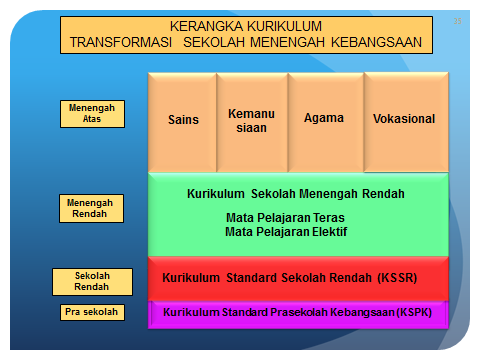 KERANGKA KURIKULUM
TRANSFORMASI SEKOLAH MENENGAH KEBANGSAAN
Menengah
Atas
Sains
Kemanu
siaan
Agama
Vokasional
Menengah
Rendah
Kurikulum Sekolah Menengah Rendah
Mata Pelajaran Teras
Mata Pelajaran Elektif
Sekolah
Rendah
Kurikulum Standard Sekolah Rendah (KSSR)
Pra sekolah
Kurikulum Standard Prasekolah Kebangsaan (KSPK)